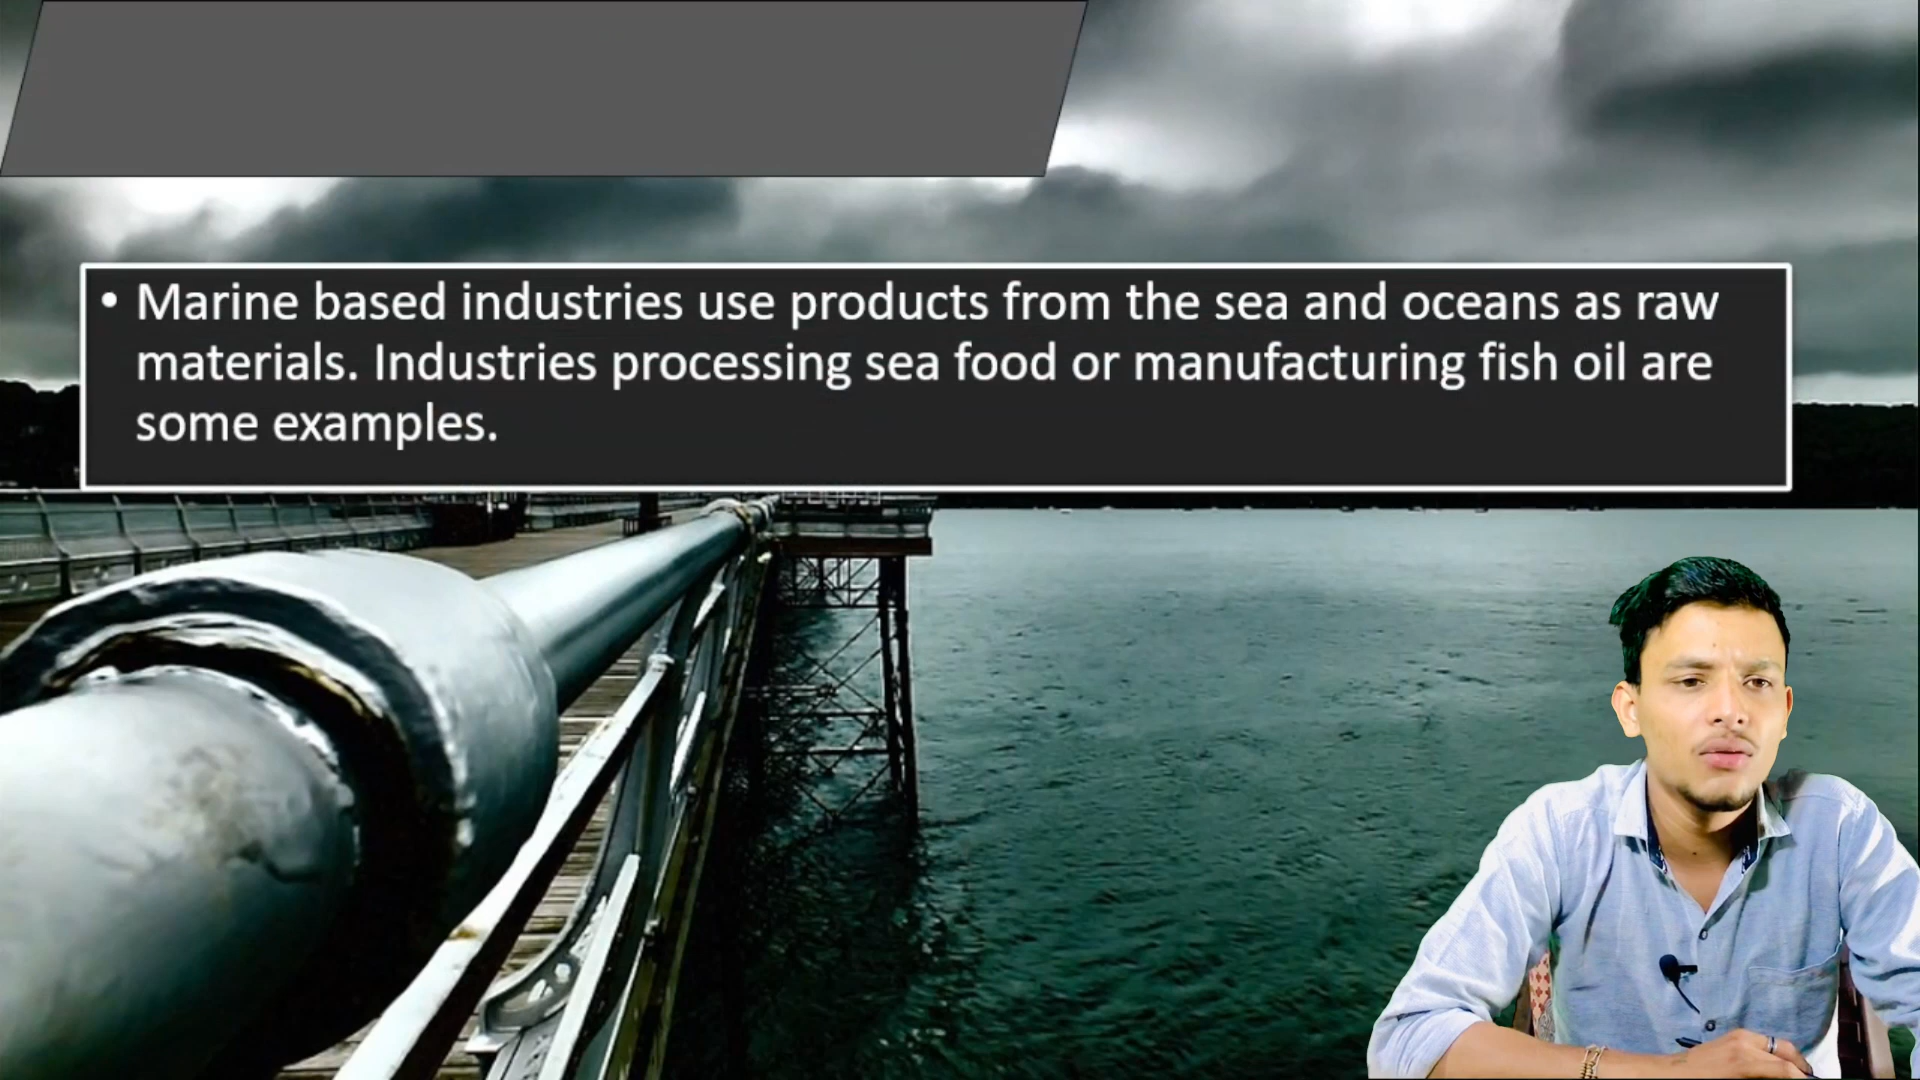 • Marine based industries use products from the sea and oceans as raw
materials. Industries processing sea food or manufacturing fish oil are
some examples.